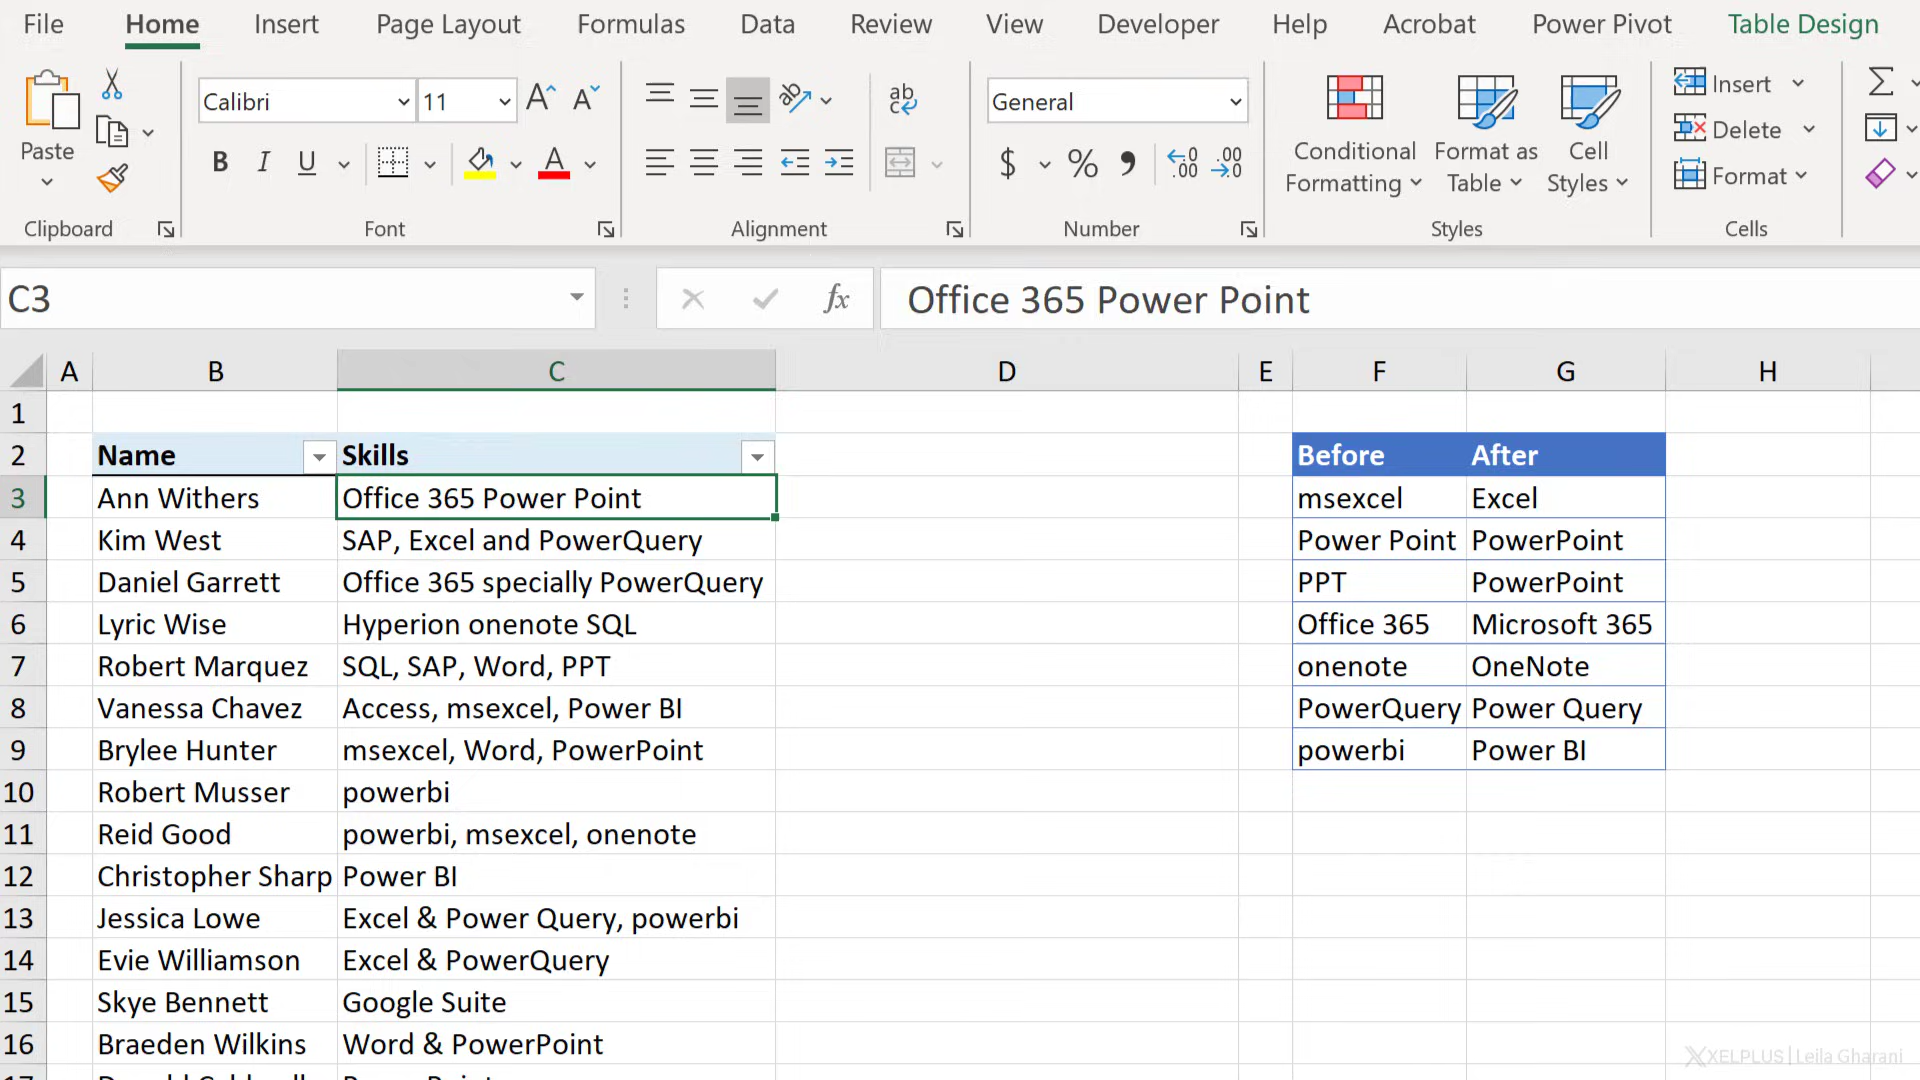 File Home Insert Page Layout Formulas Data Review View Developer Help Acrobat Power Pivot Table Design
Paste
Clipboard
Calibri 11 A A
B I U A
Font
ab
Alignment
General
$ % , .00 .00
Number
Conditional Formatting
Format as Table
Cell Styles
Styles
Insert
Delete
Format
Cells
C3 fx Office 365 Power Point
A B C D E F G H
1
2 Name Skills Before After
3 Ann Withers Office 365 Power Point msexcel Excel
4 Kim West SAP, Excel and PowerQuery Power Point PowerPoint
5 Daniel Garrett Office 365 specially PowerQuery PPT PowerPoint
6 Lyric Wise Hyperion onenote SQL Office 365 Microsoft 365
7 Robert Marquez SQL, SAP, Word, PPT onenote OneNote
8 Vanessa Chavez Access, msexcel, Power BI PowerQuery Power Query
9 Brylee Hunter msexcel, Word, PowerPoint powerbi Power BI
10 Robert Musser powerbi
11 Reid Good powerbi, msexcel, onenote
12 Christopher Sharp Power BI
13 Jessica Lowe Excel & Power Query, powerbi
14 Evie Williamson Excel & PowerQuery
15 Skye Bennett Google Suite
16 Braeden Wilkins Word & PowerPoint
XELPLUS | Leila Gharani